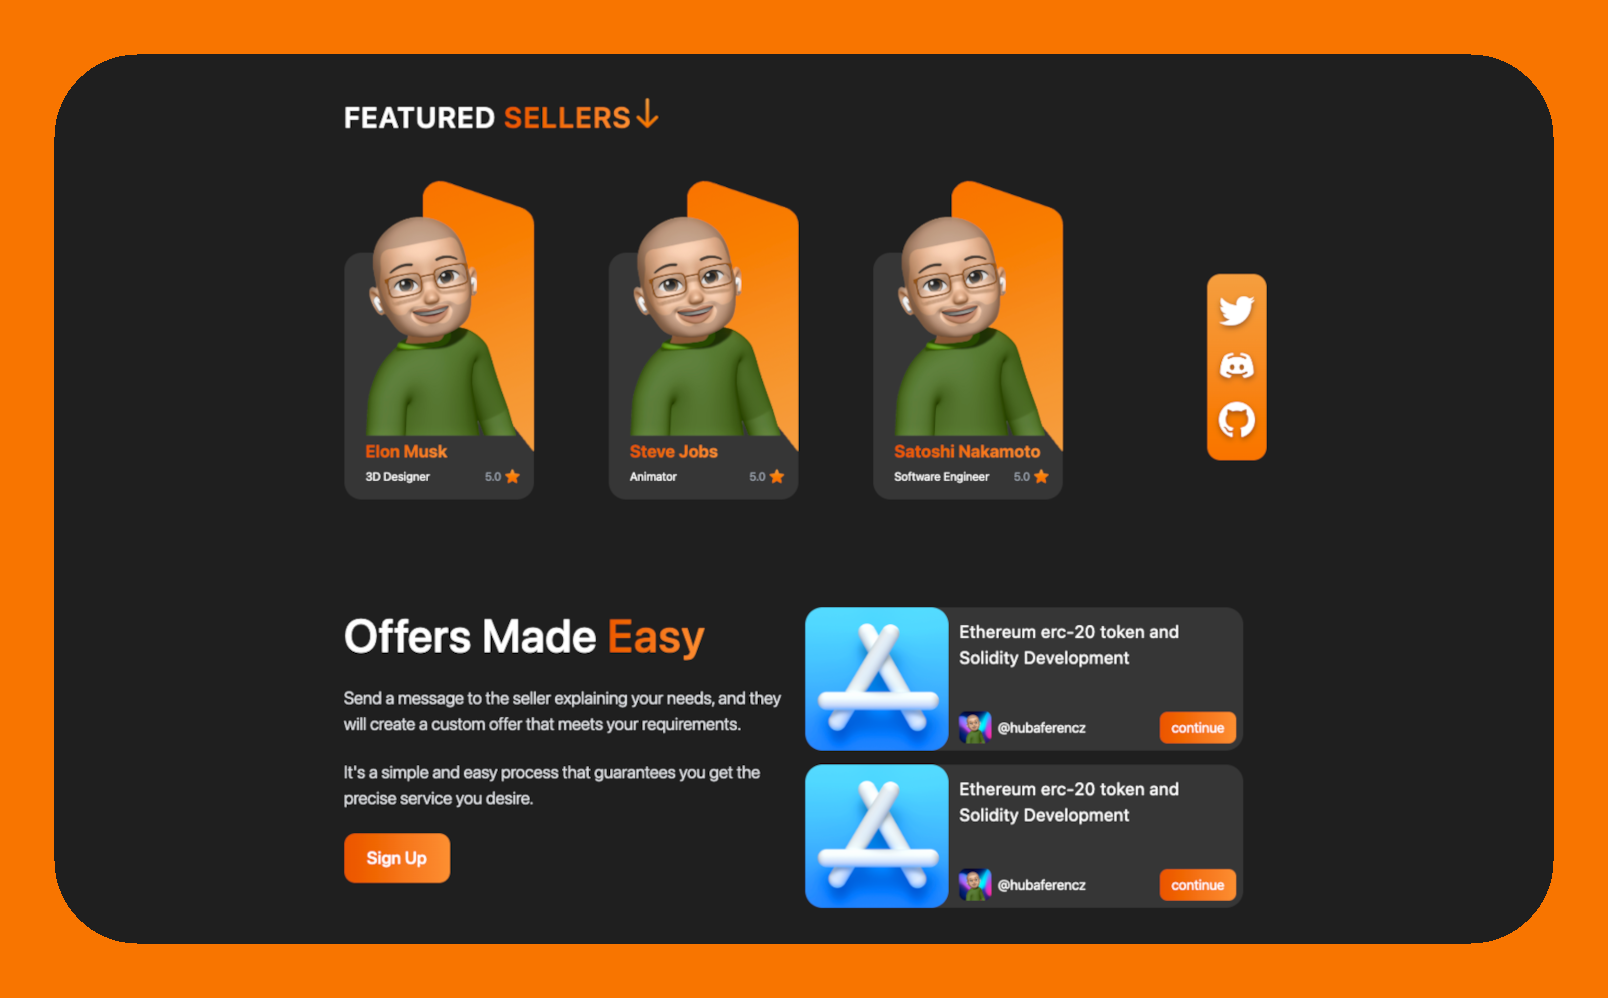 FEATURED SELLERS
Elon Musk
3D Designer 5.0
Steve Jobs
Animator 5.0
Satoshi Nakamoto
Software Engineer 5.0
Offers Made Easy
Send a message to the seller explaining your needs, and they
will create a custom offer that meets your requirements.
It's a simple and easy process that guarantees you get the
precise service you desire.
Sign Up
Ethereum erc-20 token and
Solidity Development
@hubaferencz continue
Ethereum erc-20 token and
Solidity Development
@hubaferencz continue